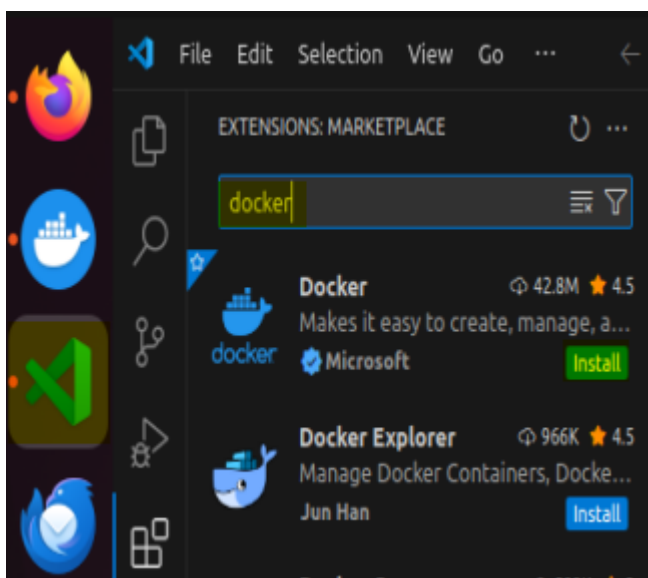 File Edit Selection View Go ...
EXTENSIONS: MARKETPLACE
docker
Docker 42.8M 4.5
Makes it easy to create, manage, a...
docker Microsoft Install
Docker Explorer 966K 4.5
Manage Docker Containers, Docke...
Jun Han Install